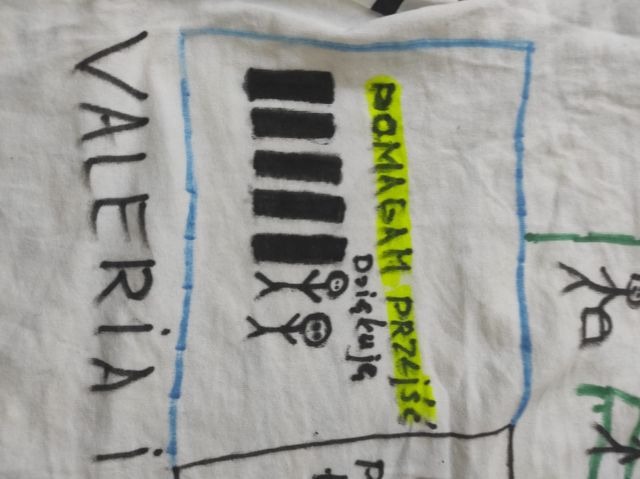 POMAGAM PRZEjść
Dziękuję
VALERiA i